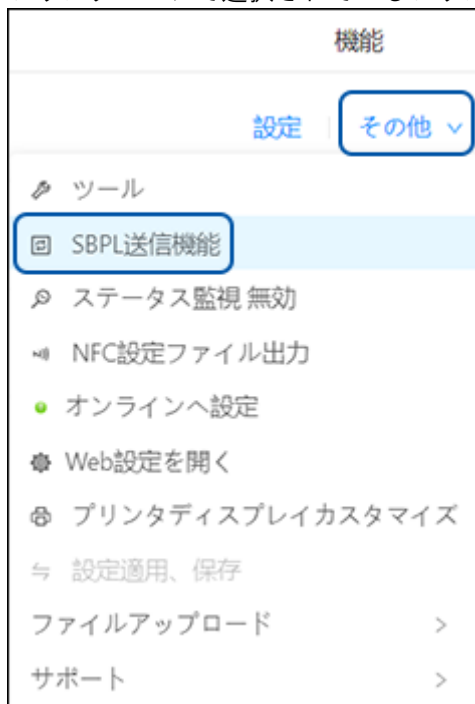 機能
設定 その他
ツール
SBPL送信機能
ステータス監視 無効
NFC設定ファイル出力
オンラインへ設定
Web設定を開く
プリンタディスプレイカスタマイズ
設定適用、保存
ファイルアップロード
サポート